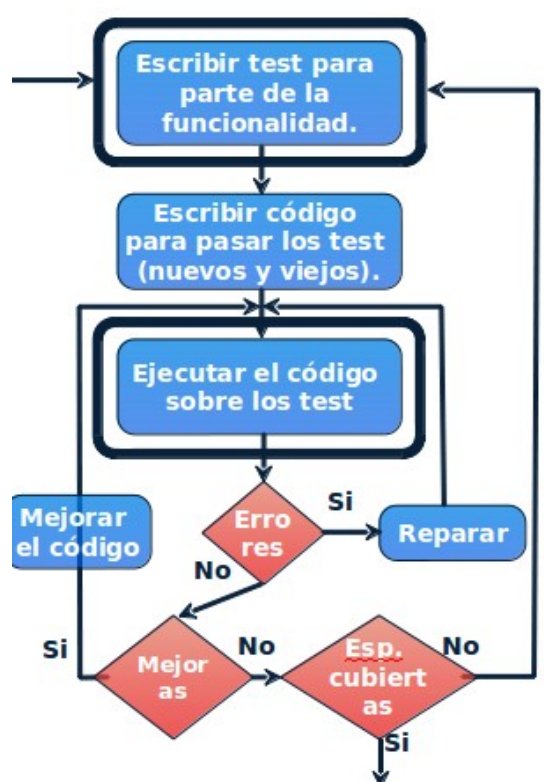 Escribir test para
parte de la
funcionalidad.
Escribir código
para pasar los test
(nuevos y viejos).
Ejecutar el código
sobre los test
Erro
res
Si
Reparar
Mejorar
el código
No
Si
Mejor
as
No
Esp.
cubiert
as
No
Si